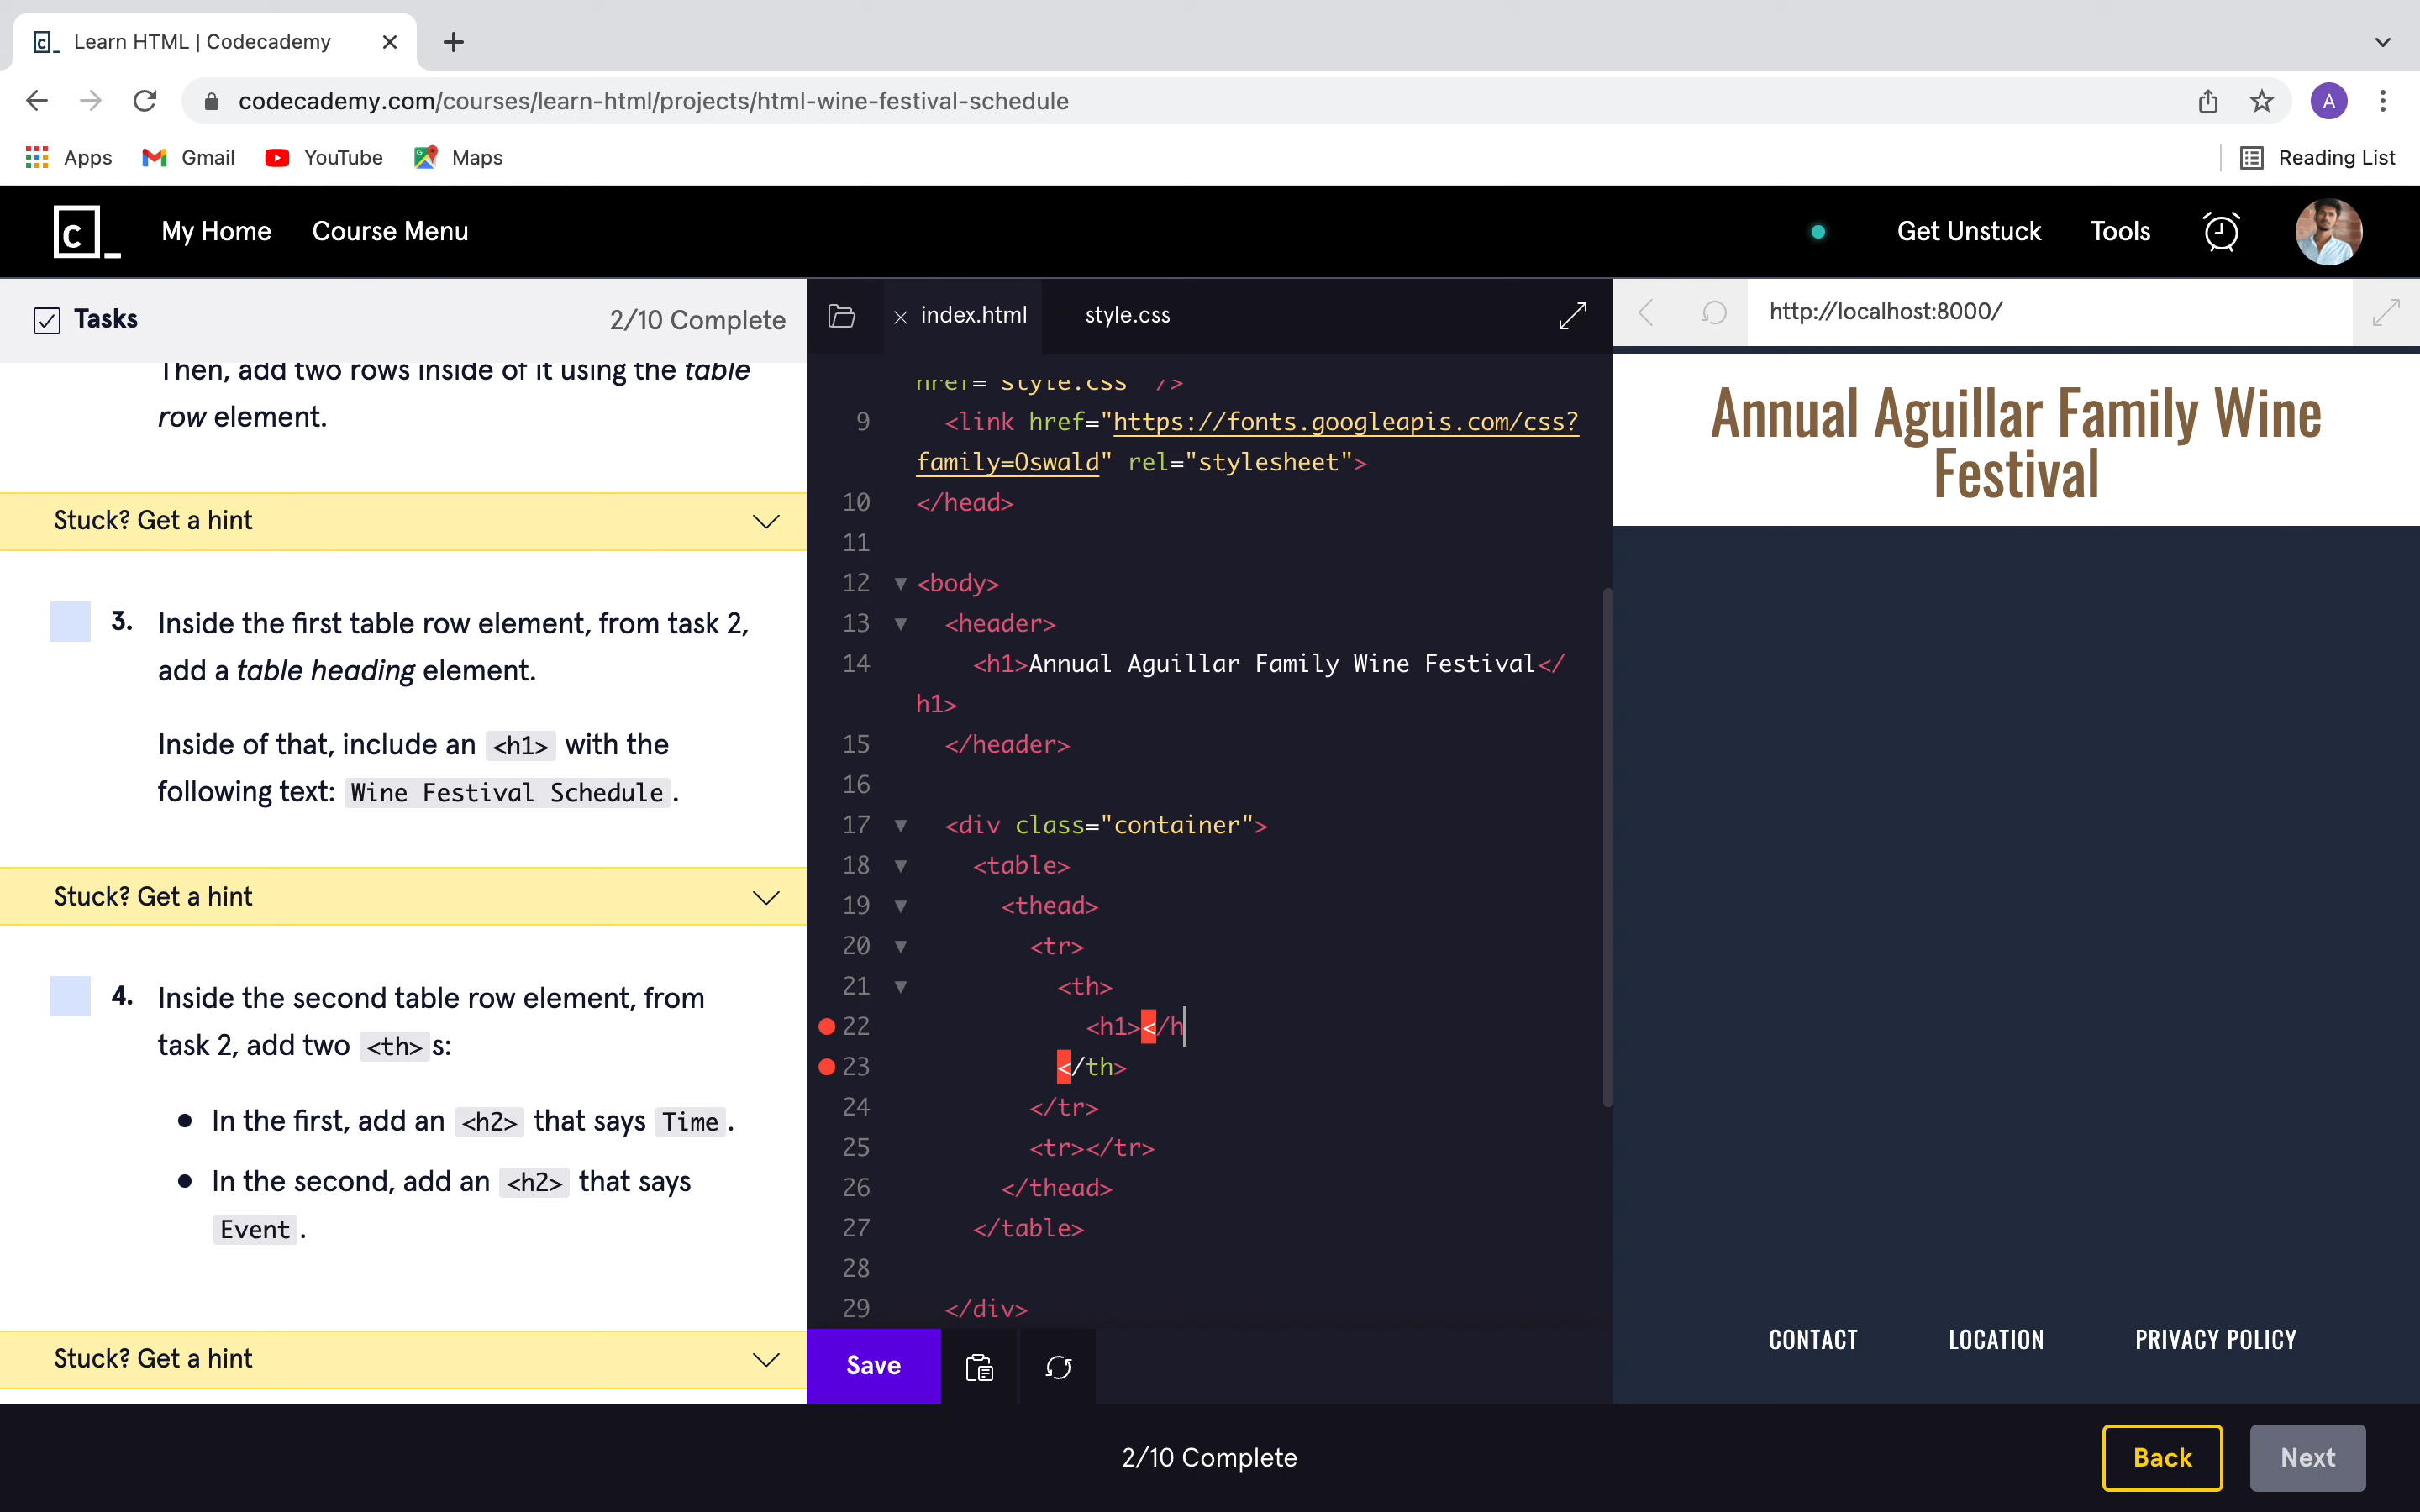 Learn HTML | Codecademy
codecademy.com/courses/learn-html/projects/html-wine-festival-schedule
A
Apps
Gmail
YouTube
Maps
Reading List
My Home
Course Menu
Get Unstuck
Tools
Tasks
2/10 Complete
Then, add two rows inside of it using the table
row element.
Stuck? Get a hint
3. Inside the first table row element, from task 2,
add a table heading element.
Inside of that, include an <h1> with the
following text: Wine Festival Schedule.
Stuck? Get a hint
4. Inside the second table row element, from
task 2, add two <th>s:
● In the first, add an <h2> that says Time.
● In the second, add an <h2> that says
Event.
Stuck? Get a hint
index.html
style.css
href="style.css" />
9 <link href="https://fonts.googleapis.com/css?
family=Oswald" rel="stylesheet">
10 </head>
11
12 <body>
13 <header>
14 <h1>Annual Aguillar Family Wine Festival</
h1>
15 </header>
16
17 <div class="container">
18 <table>
19 <thead>
20 <tr>
21 <th>
22 <h1></h
23 </th>
24 </tr>
25 <tr></tr>
26 </thead>
27 </table>
28
29 </div>
Save
http://localhost:8000/
Annual Aguillar Family Wine
Festival
CONTACT
LOCATION
PRIVACY POLICY
2/10 Complete
Back
Next